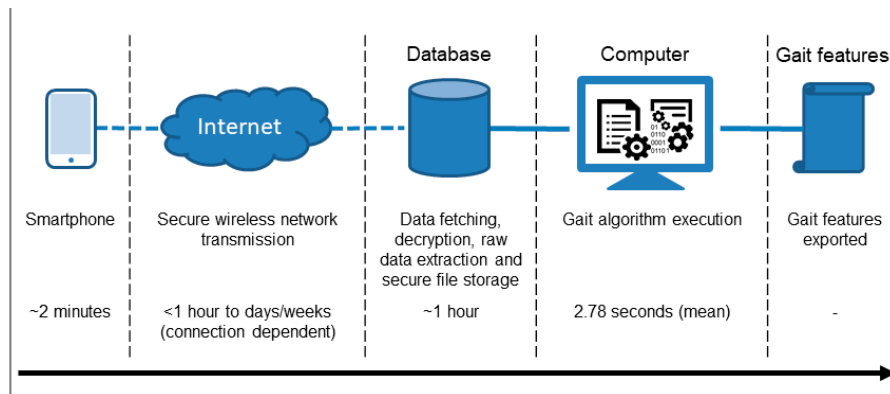 Database
Computer
Gait features
Internet
01
0110
0001
0110
Smartphone
Secure wireless network
transmission
Data fetching,
decryption, raw
data extraction and
secure file storage
Gait algorithm execution
Gait features
exported
~2 minutes
<1 hour to days/weeks
(connection dependent)
~1 hour
2.78 seconds (mean)
-